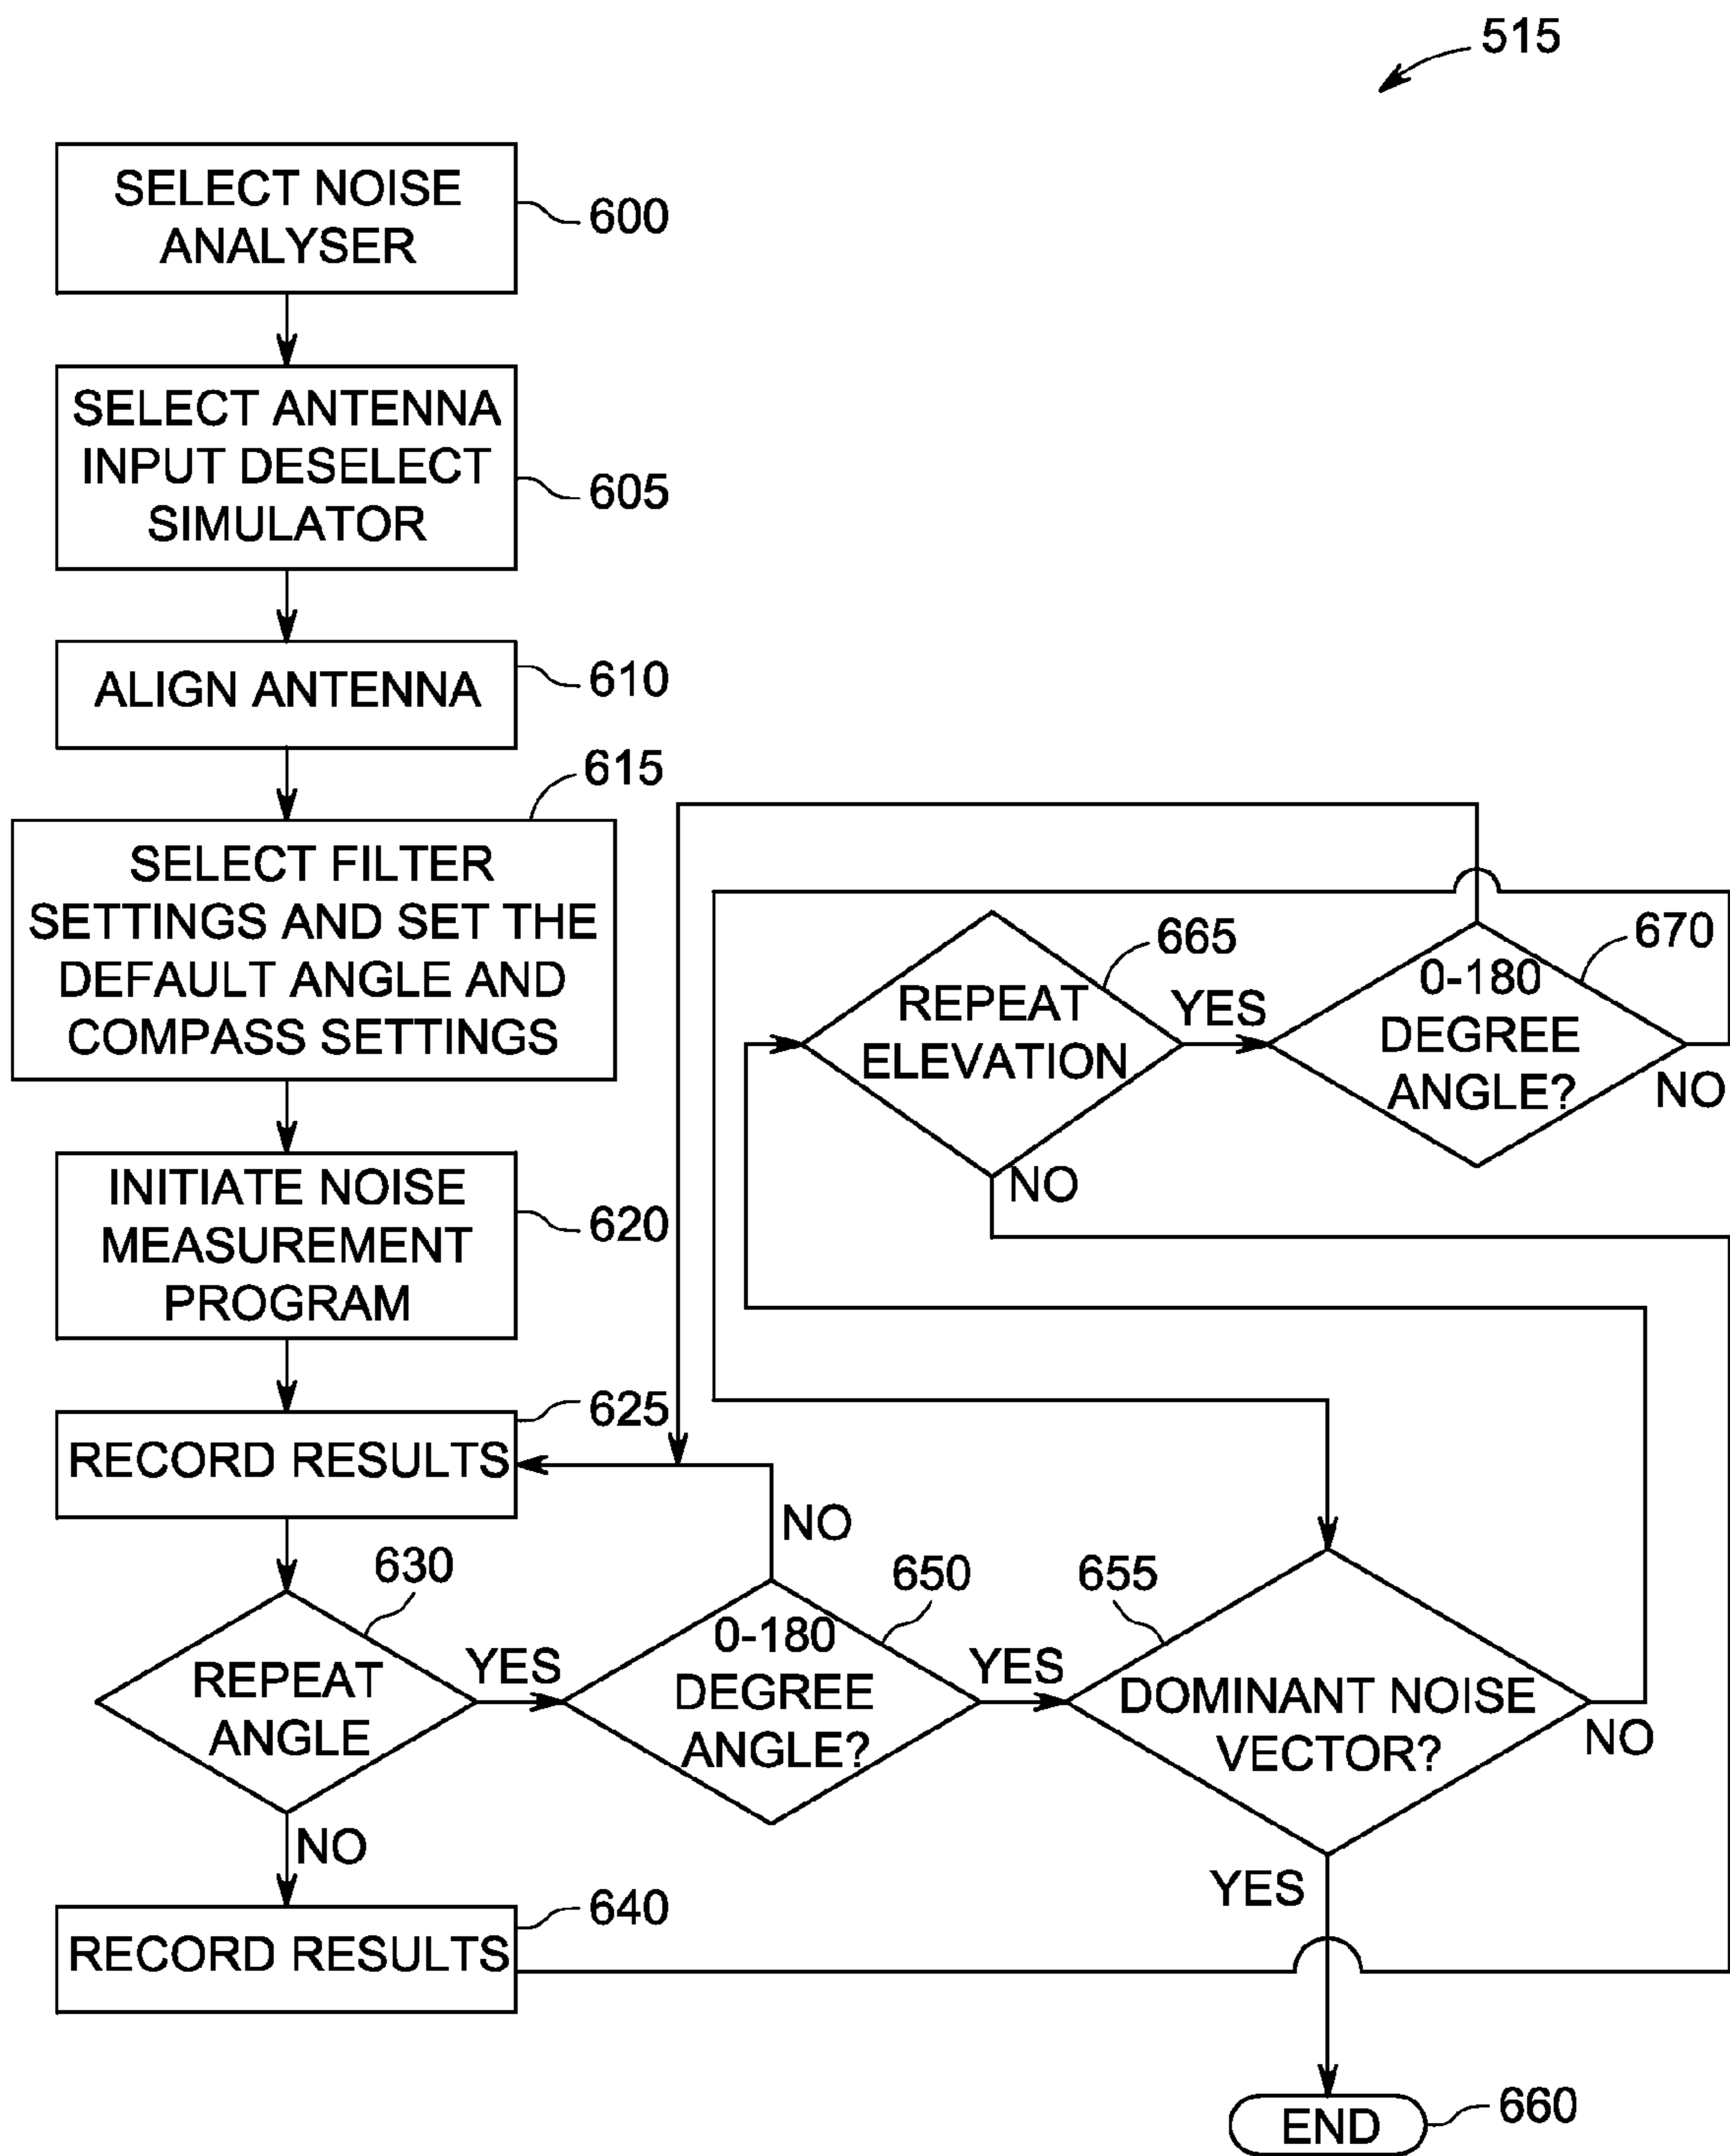 515
SELECT NOISE
ANALYSER
600
SELECT ANTENNA
INPUT DESELECT
SIMULATOR
605
ALIGN ANTENNA
610
615
SELECT FILTER
SETTINGS AND SET THE
DEFAULT ANGLE AND
COMPASS SETTINGS
INITIATE NOISE
MEASUREMENT
PROGRAM
620
RECORD RESULTS
625
630
REPEAT
ANGLE
YES
NO
RECORD RESULTS
640
650
0-180
DEGREE
ANGLE?
NO
YES
655
DOMINANT NOISE
VECTOR?
NO
YES
END
660
665
REPEAT
ELEVATION
YES
NO
670
0-180
DEGREE
ANGLE?
NO